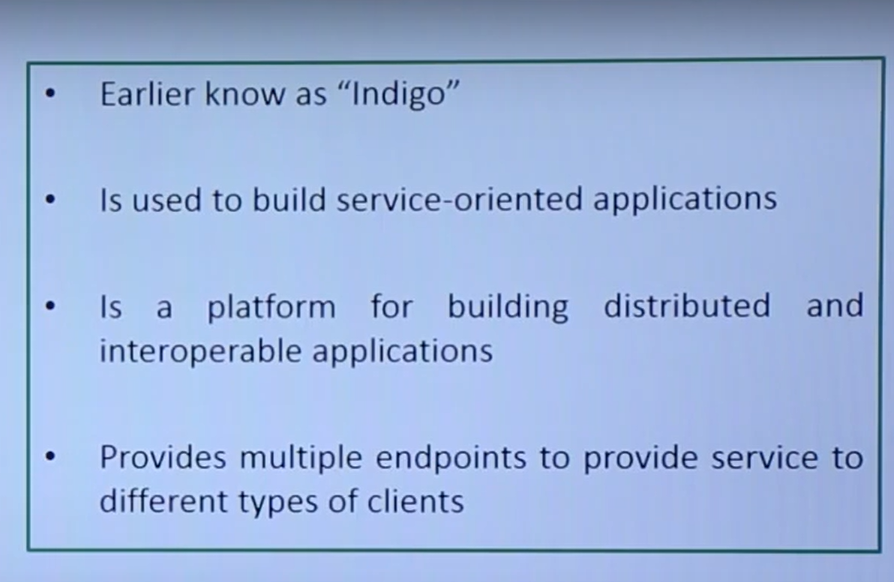 • Earlier know as “Indigo”
• Is used to build service-oriented applications
• Is a platform for building distributed and
interoperable applications
• Provides multiple endpoints to provide service to
different types of clients